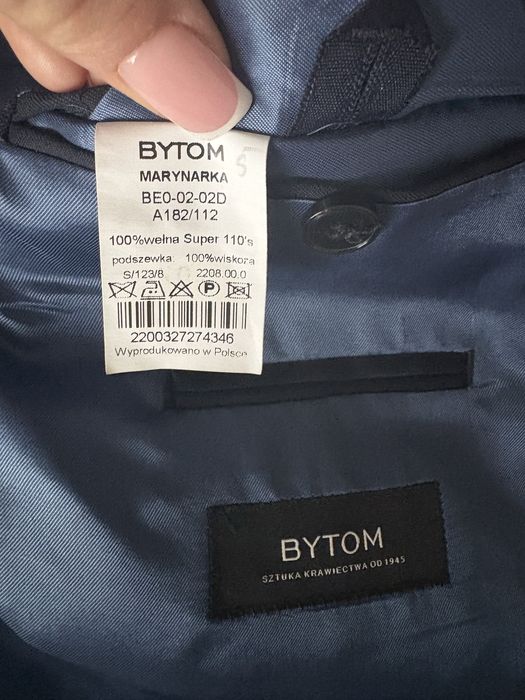 BYTOM
MARYNARKA
BE0-02-02D
A182/112
100%wełna Super 110's
podszewka: 100%wiskoza
S/123/8 2208.00.0
P
2200327274346
Wyprodukowano w Polsce
BYTOM
SZTUKA KRAWIECTWA OD 1945